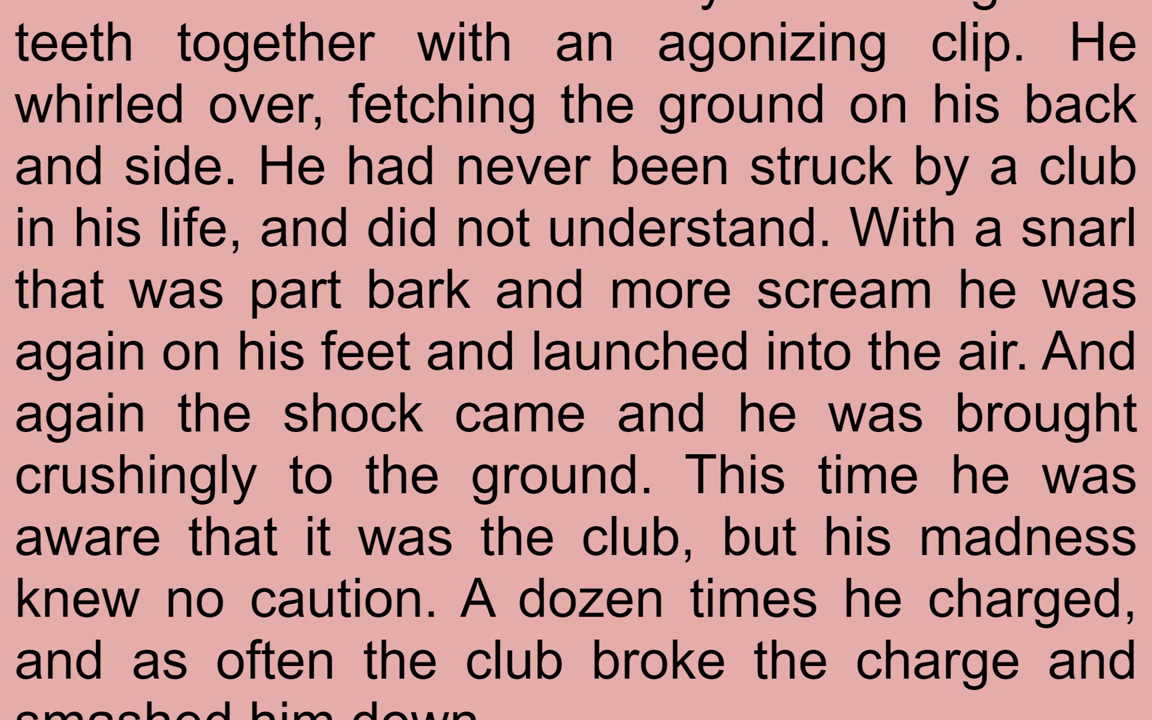 teeth together with an agonizing clip. He
whirled over, fetching the ground on his back
and side. He had never been struck by a club
in his life, and did not understand. With a snarl
that was part bark and more scream he was
again on his feet and launched into the air. And
again the shock came and he was brought
crushingly to the ground. This time he was
aware that it was the club, but his madness
knew no caution. A dozen times he charged,
and as often the club broke the charge and
smashed him down.